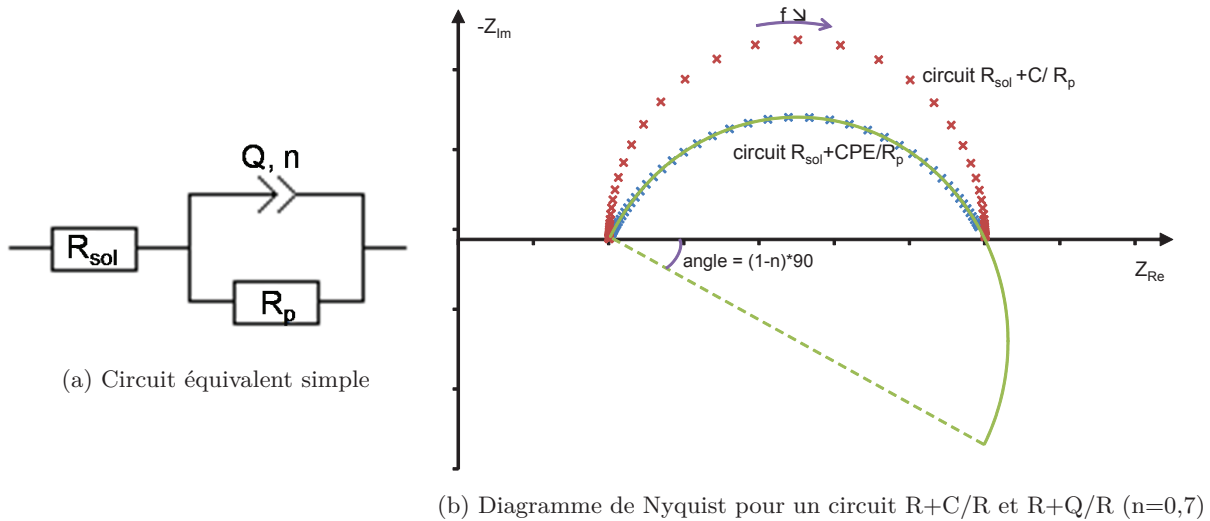 Q, n
R_sol
R_p
(a) Circuit équivalent simple
-Z_Im
f ↘
circuit R_sol +C/ R_p
circuit R_sol+CPE/R_p
angle = (1-n)*90
Z_Re
(b) Diagramme de Nyquist pour un circuit R+C/R et R+Q/R (n=0,7)